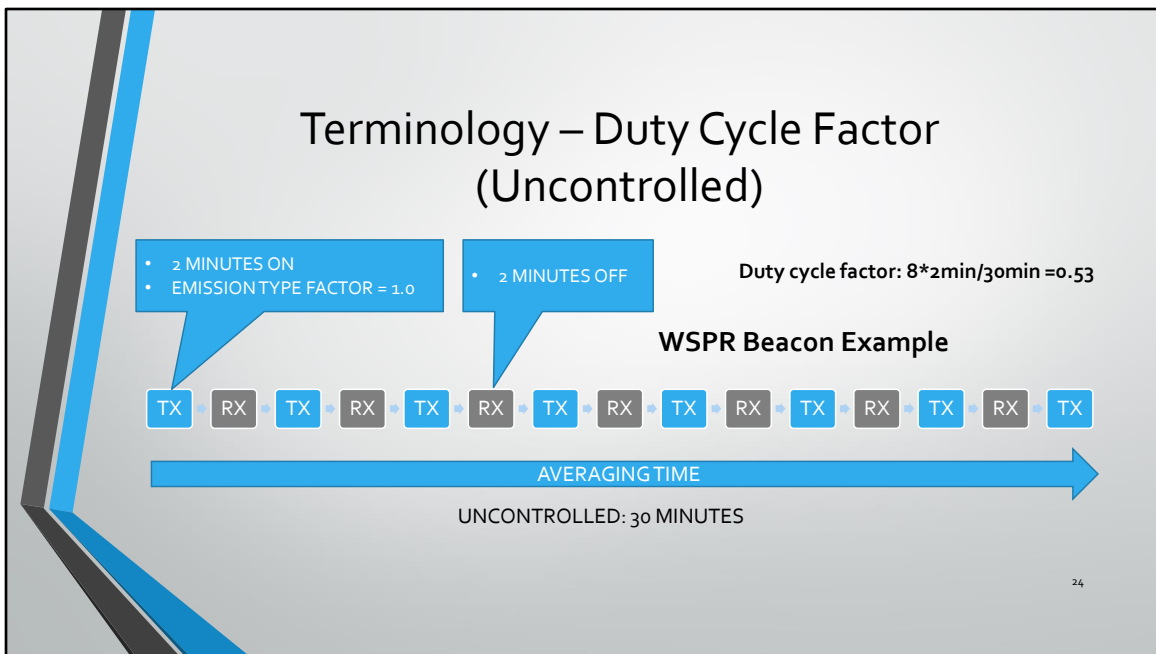 Terminology – Duty Cycle Factor
(Uncontrolled)
• 2 MINUTES ON
• EMISSION TYPE FACTOR = 1.0
• 2 MINUTES OFF
Duty cycle factor: 8*2min/30min =0.53
WSPR Beacon Example
TX RX TX RX TX RX TX RX TX RX TX RX TX RX TX
AVERAGING TIME
UNCONTROLLED: 30 MINUTES
24